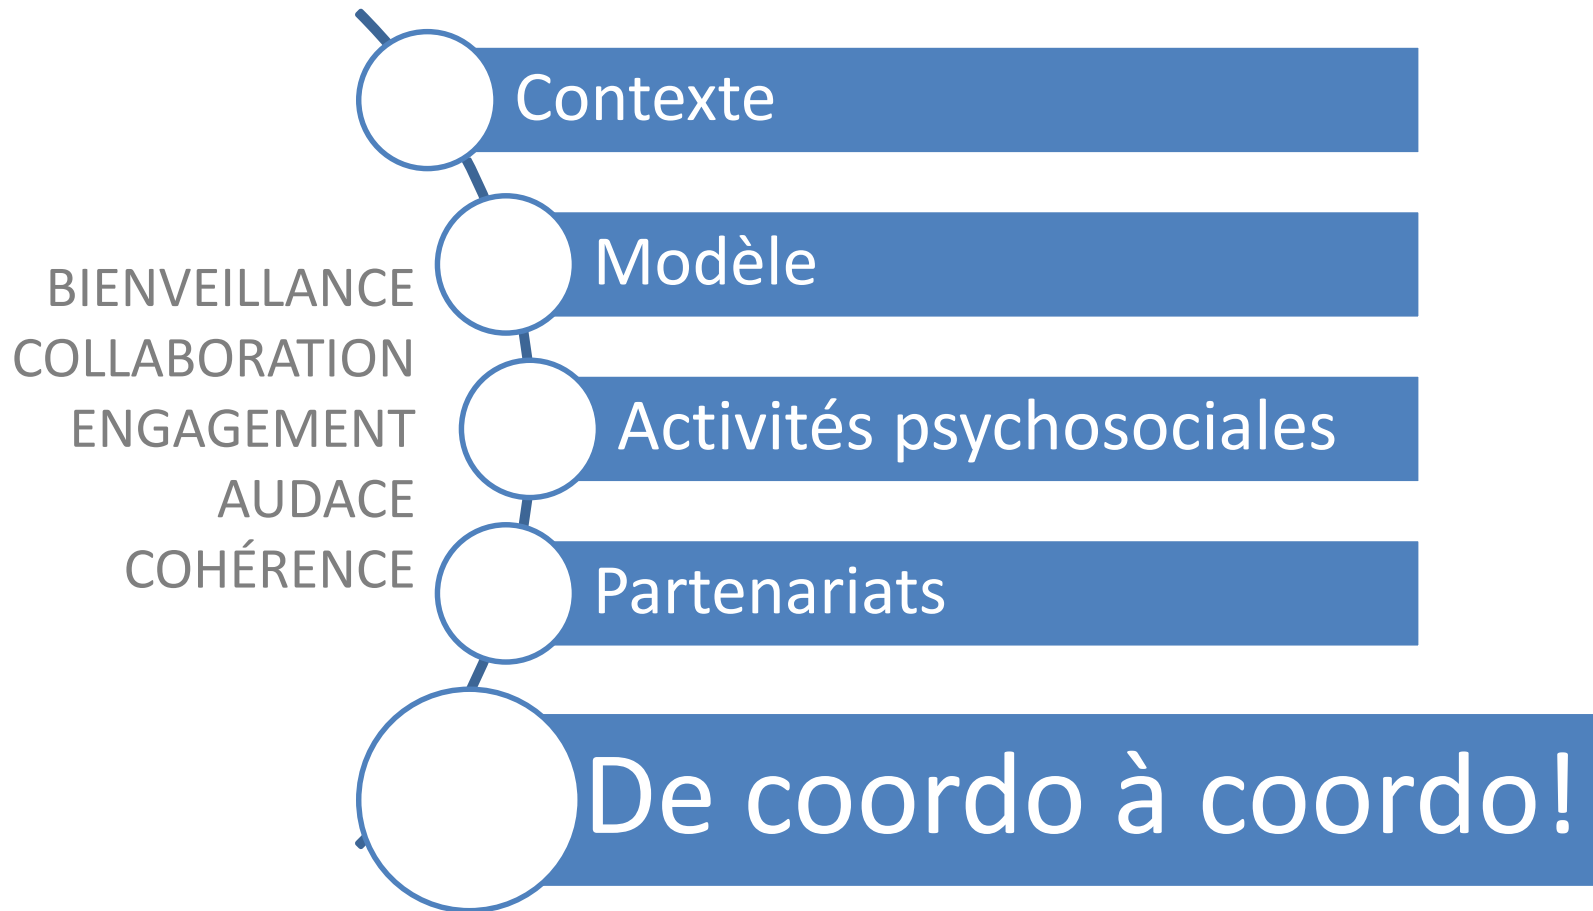 BIENVEILLANCE
COLLABORATION
ENGAGEMENT
AUDACE
COHÉRENCE
Contexte
Modèle
Activités psychosociales
Partenariats
De coordo à coordo!